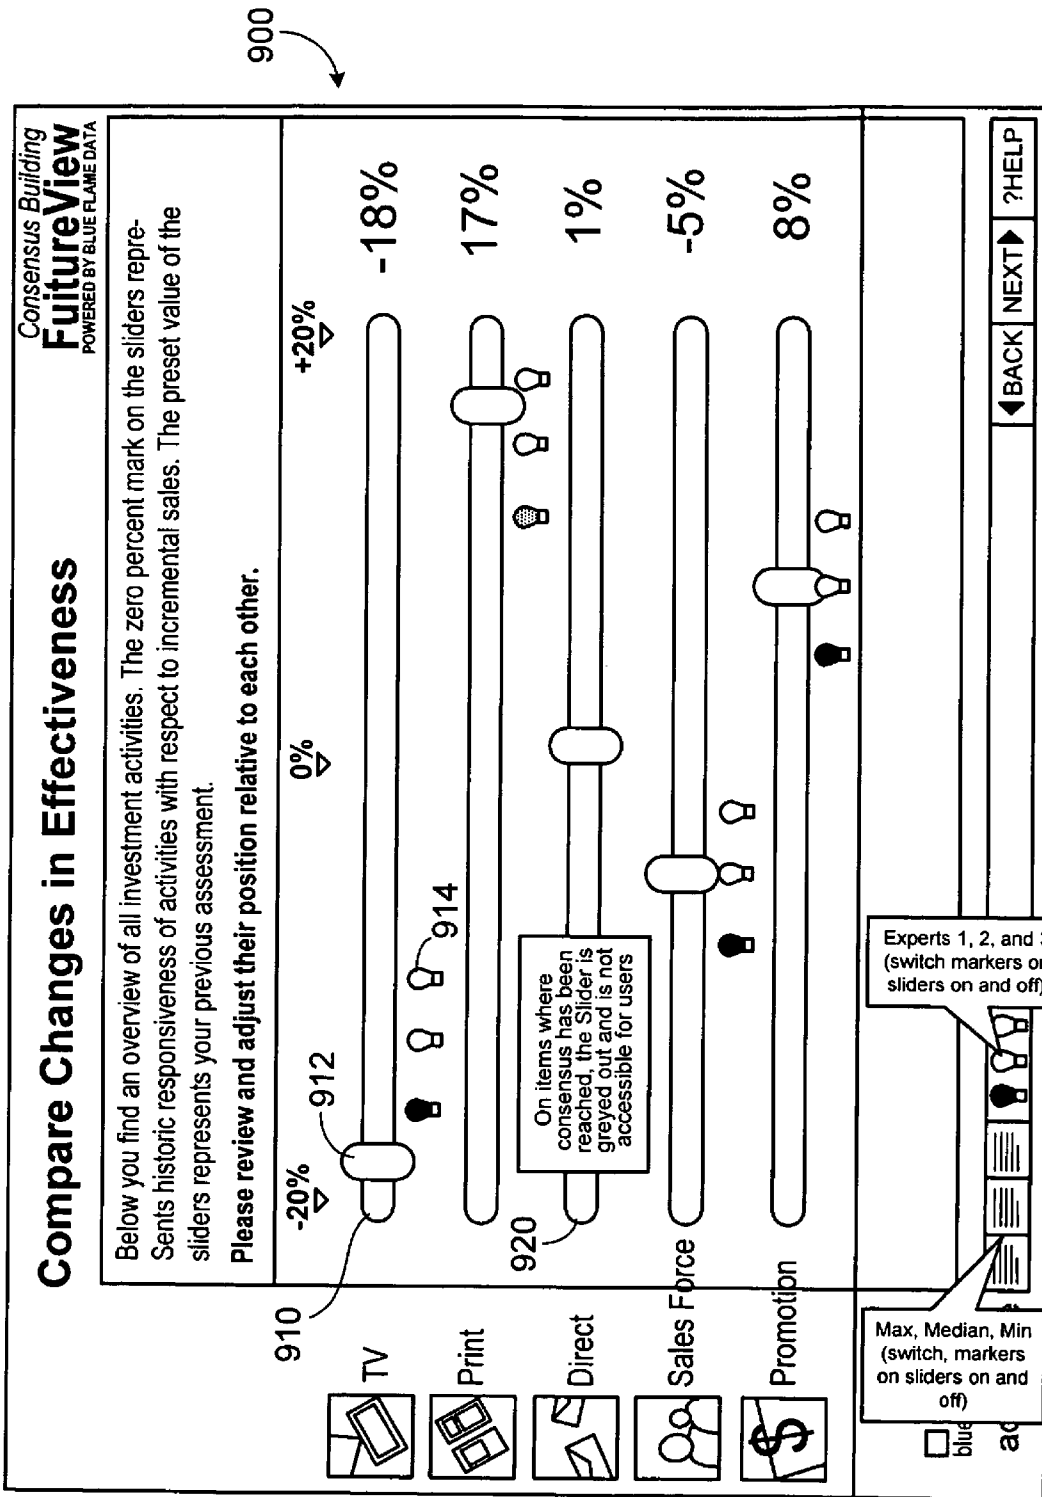 Compare Changes in Effectiveness
Consensus Building
FuitureView
POWERED BY BLUE FLAME DATA
Below you find an overview of all investment activities. The zero percent mark on the sliders repre-
Sents historic responsiveness of activities with respect to incremental sales. The preset value of the
sliders represents your previous assessment.
Please review and adjust their position relative to each other.
900
910
912
914
-20%
0%
+20%
TV
-18%
Print
17%
920
Direct
1%
On items where
consensus has been
reached, the Slider is
greyed out and is not
accessible for users
Sales Force
-5%
Promotion
8%
Max, Median, Min
(switch, markers
on sliders on and
off)
Experts 1, 2, and 3
(switch markers on
sliders on and off)
blue
BACK
NEXT
?HELP